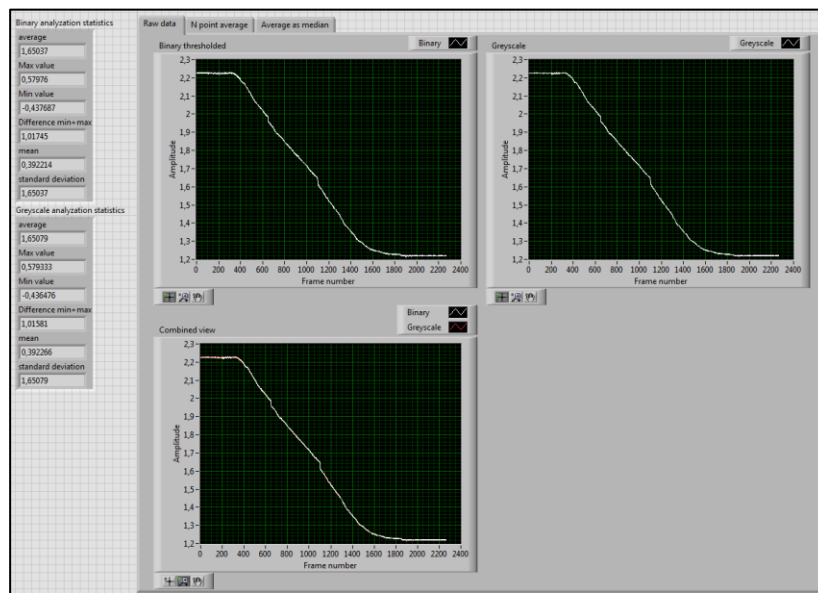 Binary analyzation statistics
average
1,65037
Max value
0,57976
Min value
-0,437687
Difference min+max
1,01745
mean
0,392214
standard deviation
1,65037
Greyscale analyzation statistics
average
1,65079
Max value
0,579333
Min value
-0,436476
Difference min+max
1,01581
mean
0,392266
standard deviation
1,65079
Raw data N point average Average as median
Binary thresholded Binary
2,3
2,2
2,1
2
1,9
1,8
1,7
1,6
1,5
1,4
1,3
1,2
Amplitude
0 200 400 600 800 1000 1200 1400 1600 1800 2000 2200 2400
Frame number
Greyscale Greyscale
2,3
2,2
2,1
2
1,9
1,8
1,7
1,6
1,5
1,4
1,3
1,2
Amplitude
0 200 400 600 800 1000 1200 1400 1600 1800 2000 2200 2400
Frame number
Combined view
Binary
Greyscale
2,3
2,2
2,1
2
1,9
1,8
1,7
1,6
1,5
1,4
1,3
1,2
Amplitude
0 200 400 600 800 1000 1200 1400 1600 1800 2000 2200 2400
Frame number